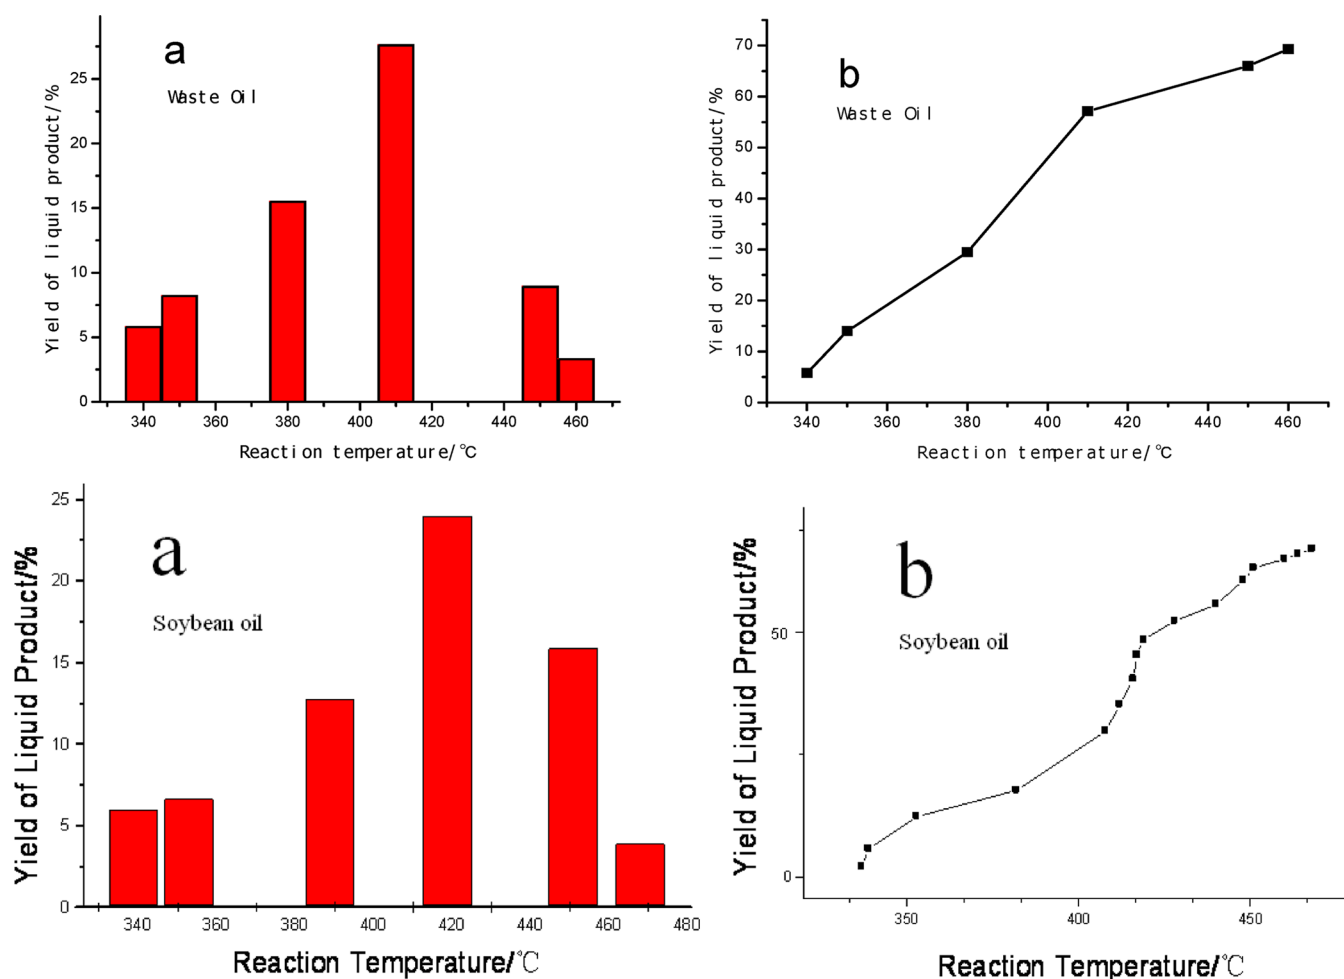 a
Waste Oil
Yield of liquid product/%
25
20
15
10
5
0
340 360 380 400 420 440 460
Reaction temperature/℃
b
Waste Oil
Yield of liquid product/%
70
60
50
40
30
20
10
0
340 360 380 400 420 440 460
Reaction temperature/℃
a
Soybean oil
Yield of Liquid Product/%
25
20
15
10
5
0
340 360 380 400 420 440 460 480
Reaction Temperature/℃
b
Soybean oil
Yield of Liquid Product/%
50
0
350 400 450
Reaction Temperature/℃